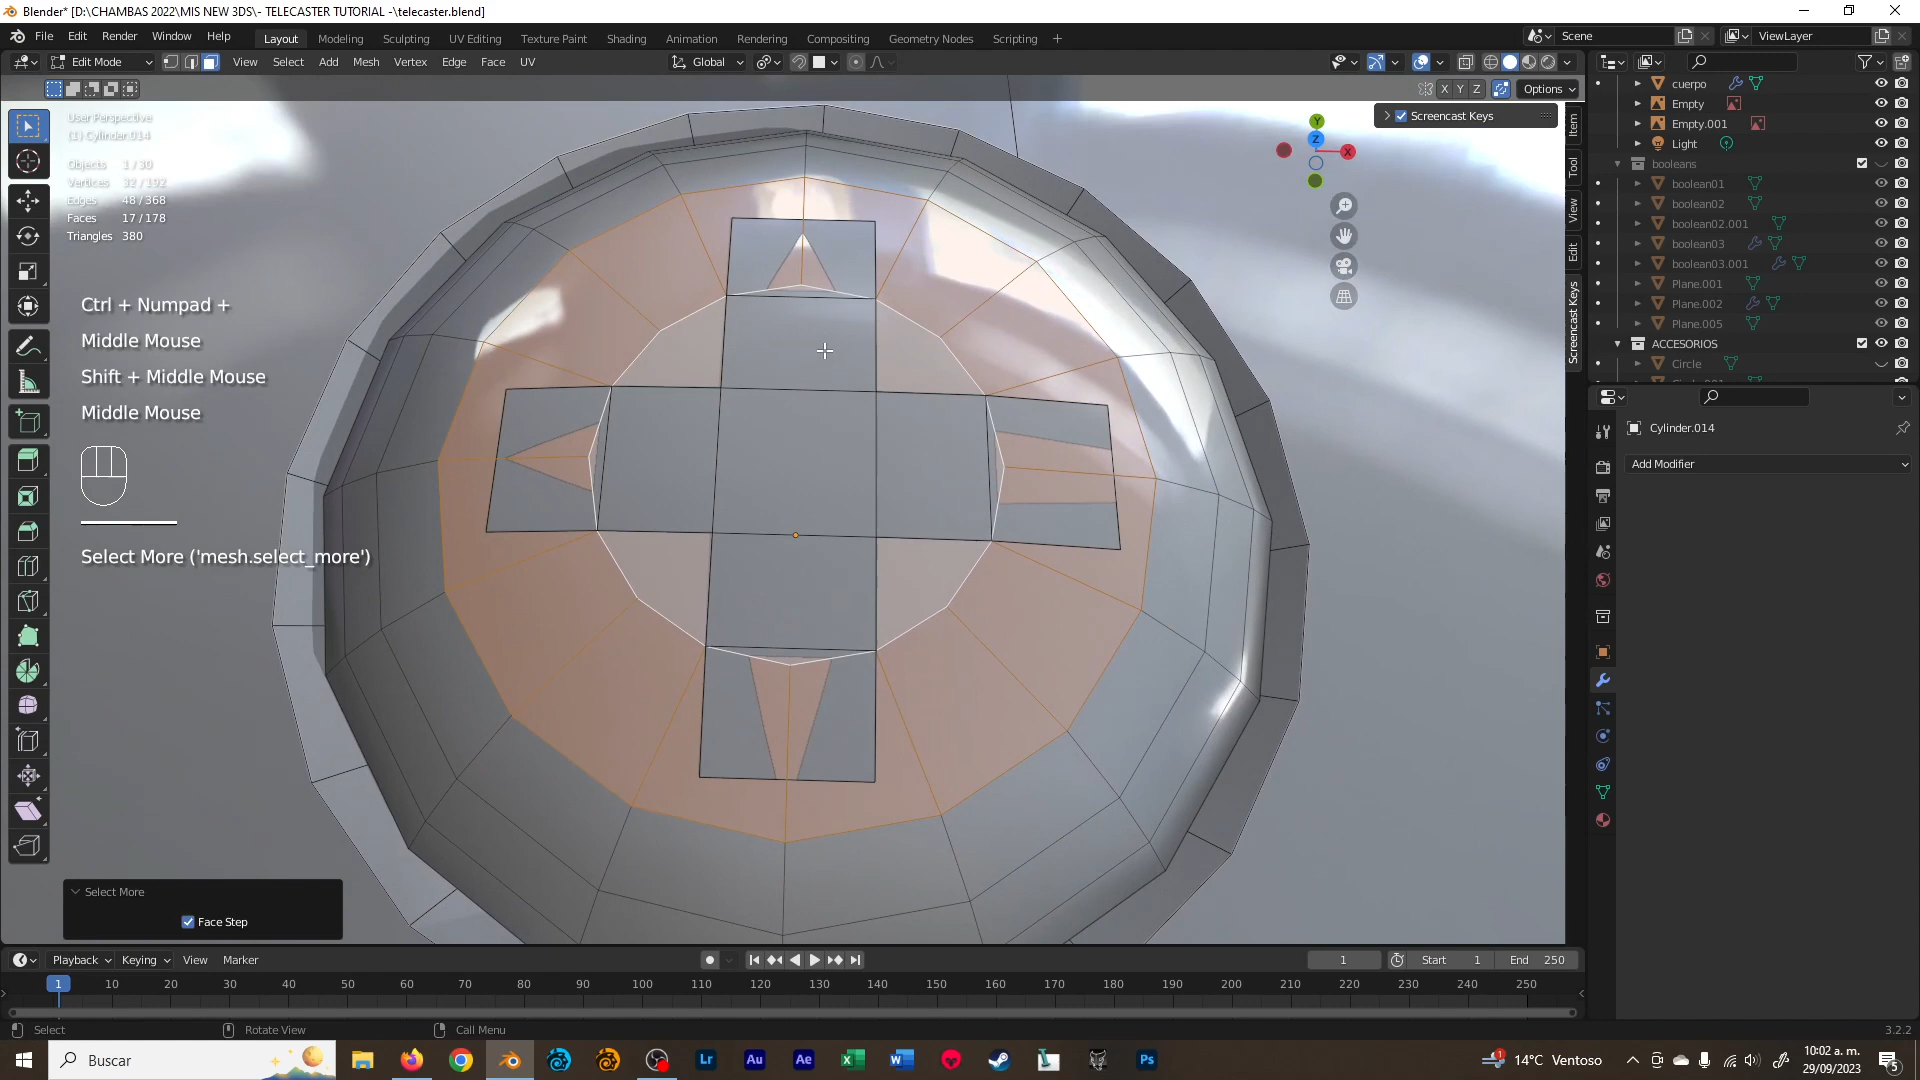 Blender* [D:\CHAMBAS 2022\MIS NEW 3DS\- TELECASTER TUTORIAL -\telecaster.blend]
File Edit Render Window Help Layout Modeling Sculpting UV Editing Texture Paint Shading Animation Rendering Compositing Geometry Nodes Scripting + Scene ViewLayer
Edit Mode View Select Add Mesh Vertex Edge Face UV Global
X Y Z Options
User Perspective
(1) Cylinder.014
Objects 1 / 30
Vertices 32 / 192
Edges 48 / 368
Faces 17 / 178
Triangles 380
Screencast Keys
Y
Z
X
Item
Tool
View
Edit
Screencast Keys
Ctrl + Numpad +
Middle Mouse
Shift + Middle Mouse
Middle Mouse
Select More ('mesh.select_more')
Select More
Face Step
cuerpo
Empty
Empty.001
Light
booleans
boolean01
boolean02
boolean02.001
boolean03
boolean03.001
Plane.001
Plane.002
Plane.005
ACCESORIOS
Circle
Cylinder.014
Add Modifier
Playback Keying View Marker 1 Start 1 End 250
1 10 20 30 40 50 60 70 80 90 100 110 120 130 140 150 160 170 180 190 200 210 220 230 240 250
Select Rotate View Call Menu 3.2.2
Buscar Lr Au Ae Ps 14°C Ventoso 10:02 a. m.
29/09/2023 5